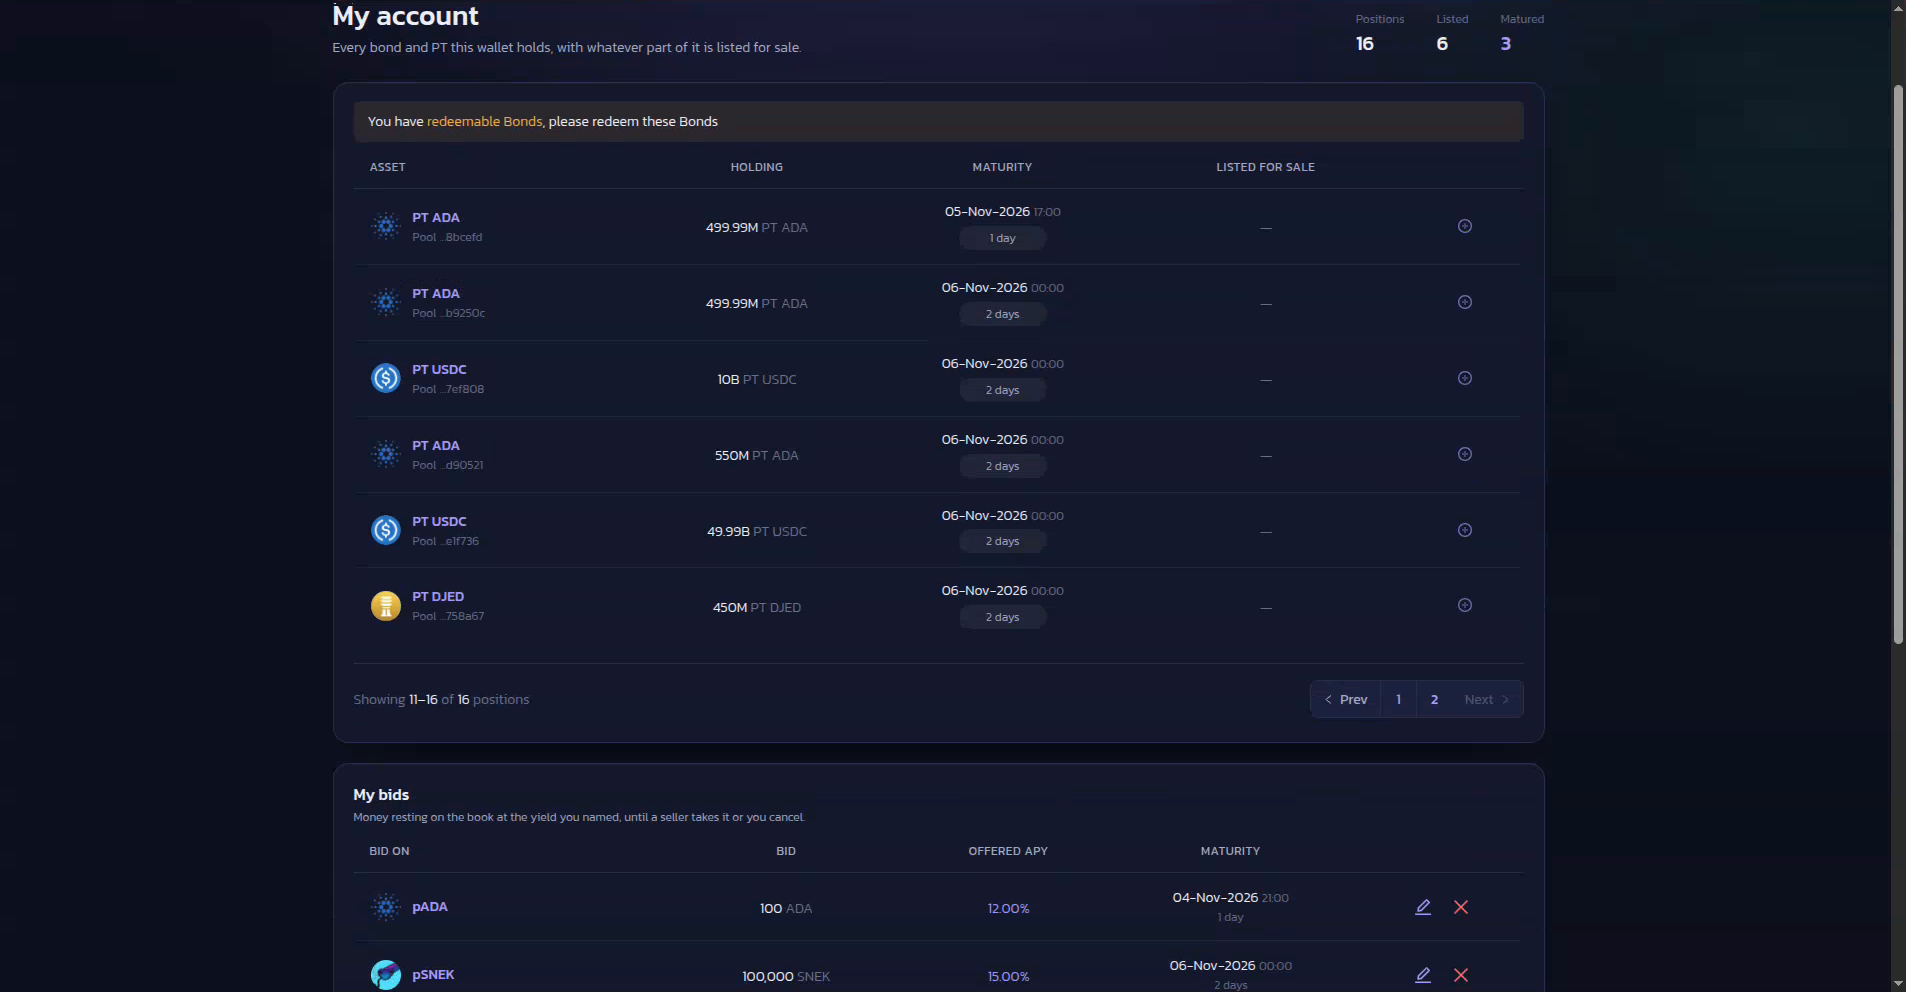 My account
Every bond and PT this wallet holds, with whatever part of it is listed for sale.
Positions Listed Matured
16 6 3
You have redeemable Bonds, please redeem these Bonds
ASSET HOLDING MATURITY LISTED FOR SALE
PT ADA
Pool ...8bcefd
499.99M PT ADA
05-Nov-2026 17:00
1 day
—
PT ADA
Pool ...b9250c
499.99M PT ADA
06-Nov-2026 00:00
2 days
—
PT USDC
Pool ...7ef808
10B PT USDC
06-Nov-2026 00:00
2 days
—
PT ADA
Pool ...d90521
550M PT ADA
06-Nov-2026 00:00
2 days
—
PT USDC
Pool ...e1f736
49.99B PT USDC
06-Nov-2026 00:00
2 days
—
PT DJED
Pool ...758a67
450M PT DJED
06-Nov-2026 00:00
2 days
—
Showing 11–16 of 16 positions
Prev 1 2 Next
My bids
Money resting on the book at the yield you named, until a seller takes it or you cancel.
BID ON BID OFFERED APY MATURITY
pADA
100 ADA
12.00%
04-Nov-2026 21:00
1 day
pSNEK
100,000 SNEK
15.00%
06-Nov-2026 00:00
2 days